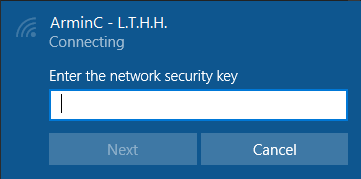 ArminC - L.T.H.H.
Connecting
Enter the network security key
Next Cancel